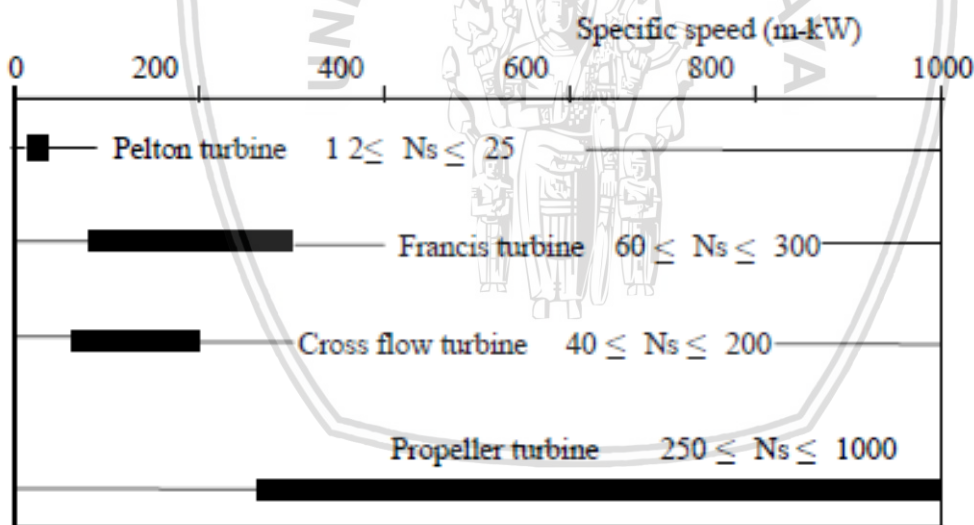 Specific speed (m-kW)
0 200 400 600 800 1000
Pelton turbine 1 2≤ Ns ≤ 25
Francis turbine 60 ≤ Ns ≤ 300
Cross flow turbine 40 ≤ Ns ≤ 200
Propeller turbine 250 ≤ Ns ≤ 1000